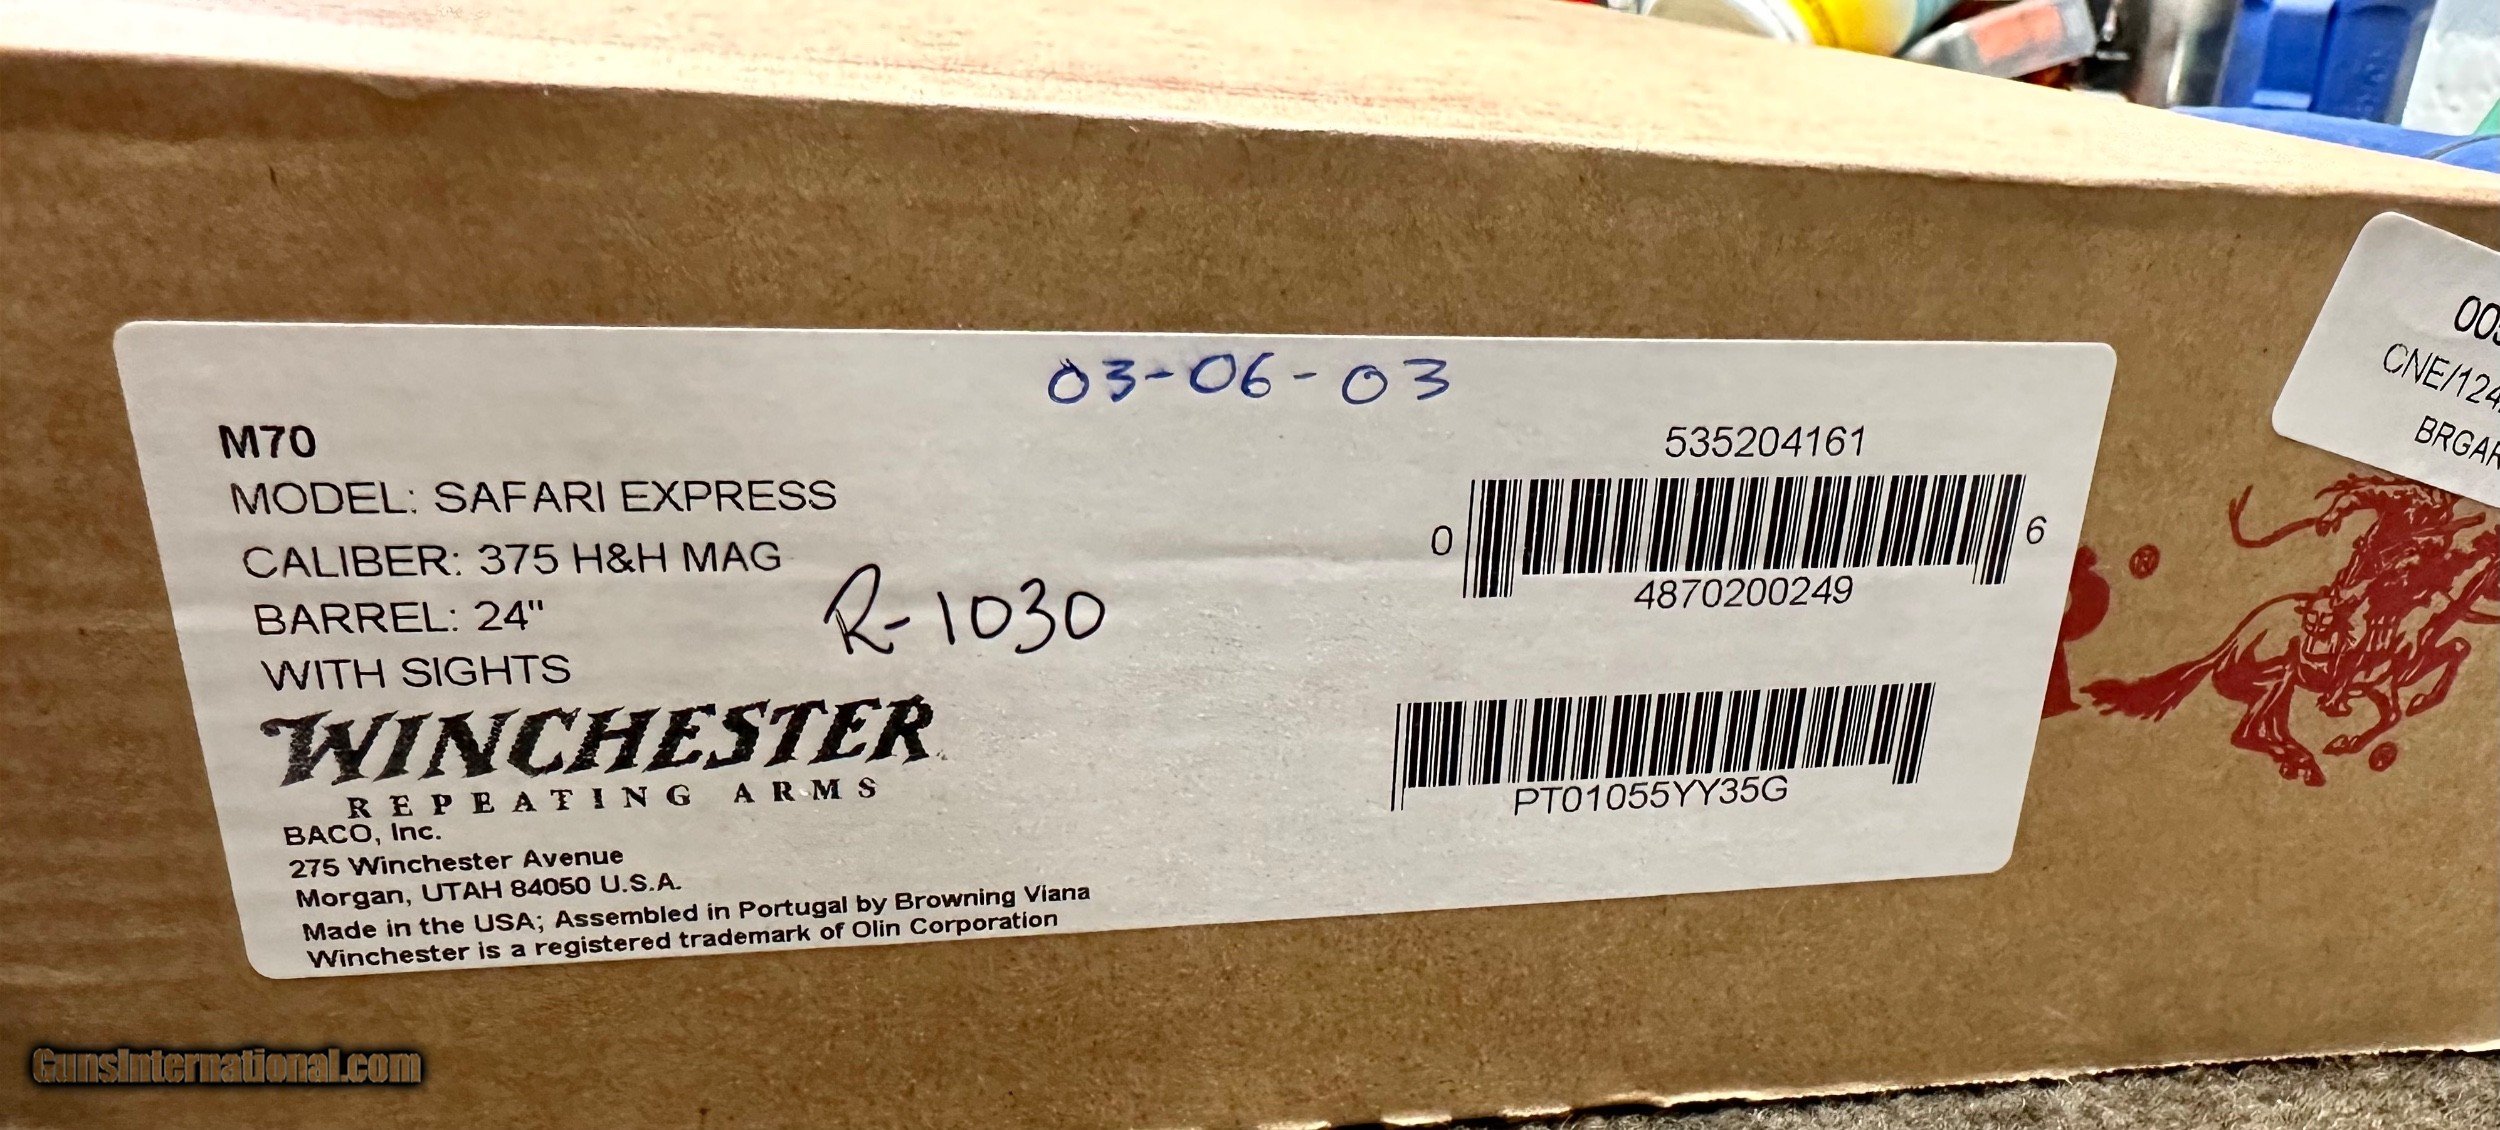 03-06-03
M70
MODEL: SAFARI EXPRESS
CALIBER: 375 H&H MAG
BARREL: 24"
WITH SIGHTS
R-1030
WINCHESTER
REPEATING ARMS
BACO, Inc.
275 Winchester Avenue
Morgan, UTAH 84050 U.S.A.
Made in the USA; Assembled in Portugal by Browning Viana
Winchester is a registered trademark of Olin Corporation
535204161
0 4870200249 6
PT01055YY35G
®
®
CNE/124
GunsInternational.com